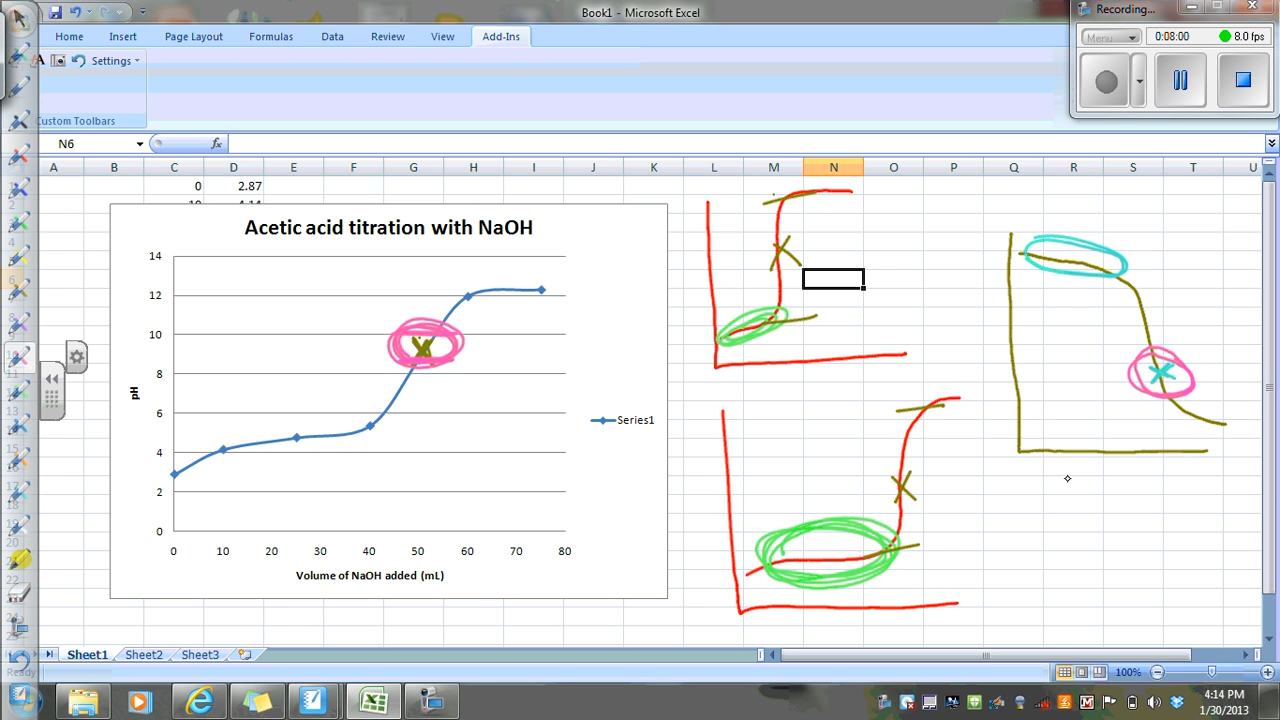 Book1 - Microsoft Excel
Recording...
Home Insert Page Layout Formulas Data Review View Add-Ins
Menu 0:08:00 8.0 fps
A Settings
Custom Toolbars
N6 fx
A B C D E F G H I J K L M N O P Q R S T U
0 2.87
10 4.14
Acetic acid titration with NaOH
14
12
10
8
6
4
2
0
pH
Series1
0 10 20 30 40 50 60 70 80
Volume of NaOH added (mL)
Sheet1 Sheet2 Sheet3
Ready 100%
4:14 PM
1/30/2013